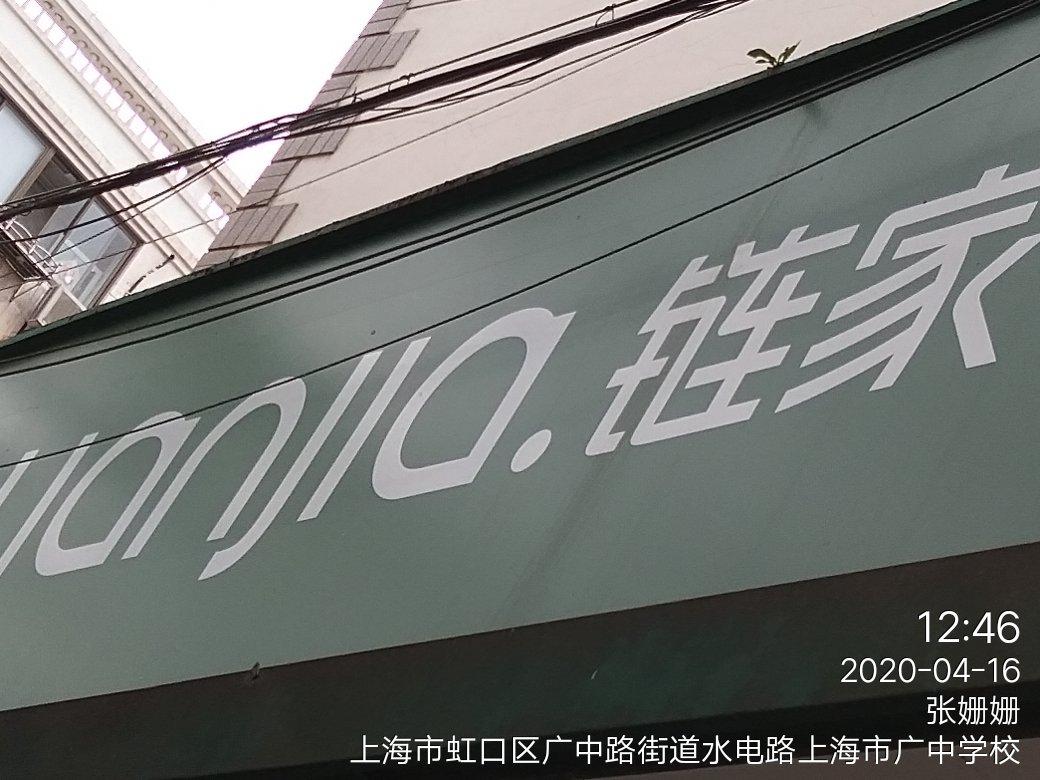 Lianjia.链家
12:46
2020-04-16
张姗姗
上海市虹口区广中路街道水电路上海市广中学校